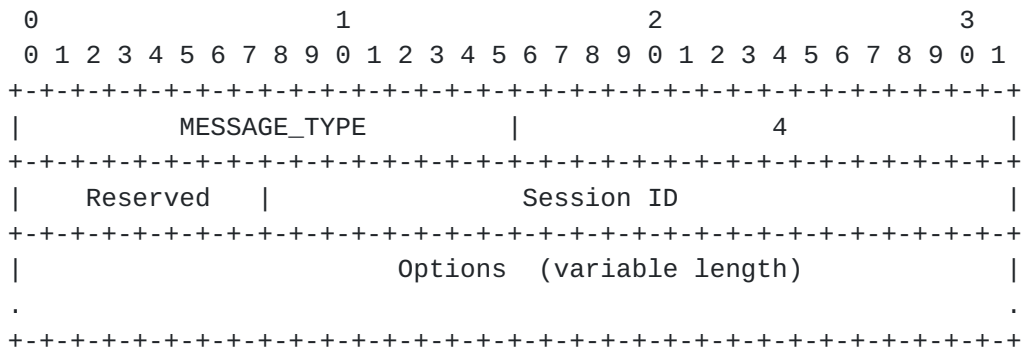 0                   1                   2                   3
0 1 2 3 4 5 6 7 8 9 0 1 2 3 4 5 6 7 8 9 0 1 2 3 4 5 6 7 8 9 0 1
+-+-+-+-+-+-+-+-+-+-+-+-+-+-+-+-+-+-+-+-+-+-+-+-+-+-+-+-+-+-+-+-+
|          MESSAGE_TYPE         |                4              |
+-+-+-+-+-+-+-+-+-+-+-+-+-+-+-+-+-+-+-+-+-+-+-+-+-+-+-+-+-+-+-+-+
|    Reserved   |                Session ID                     |
+-+-+-+-+-+-+-+-+-+-+-+-+-+-+-+-+-+-+-+-+-+-+-+-+-+-+-+-+-+-+-+-+
|                        Options  (variable length)             |
.                                                               .
+-+-+-+-+-+-+-+-+-+-+-+-+-+-+-+-+-+-+-+-+-+-+-+-+-+-+-+-+-+-+-+-+